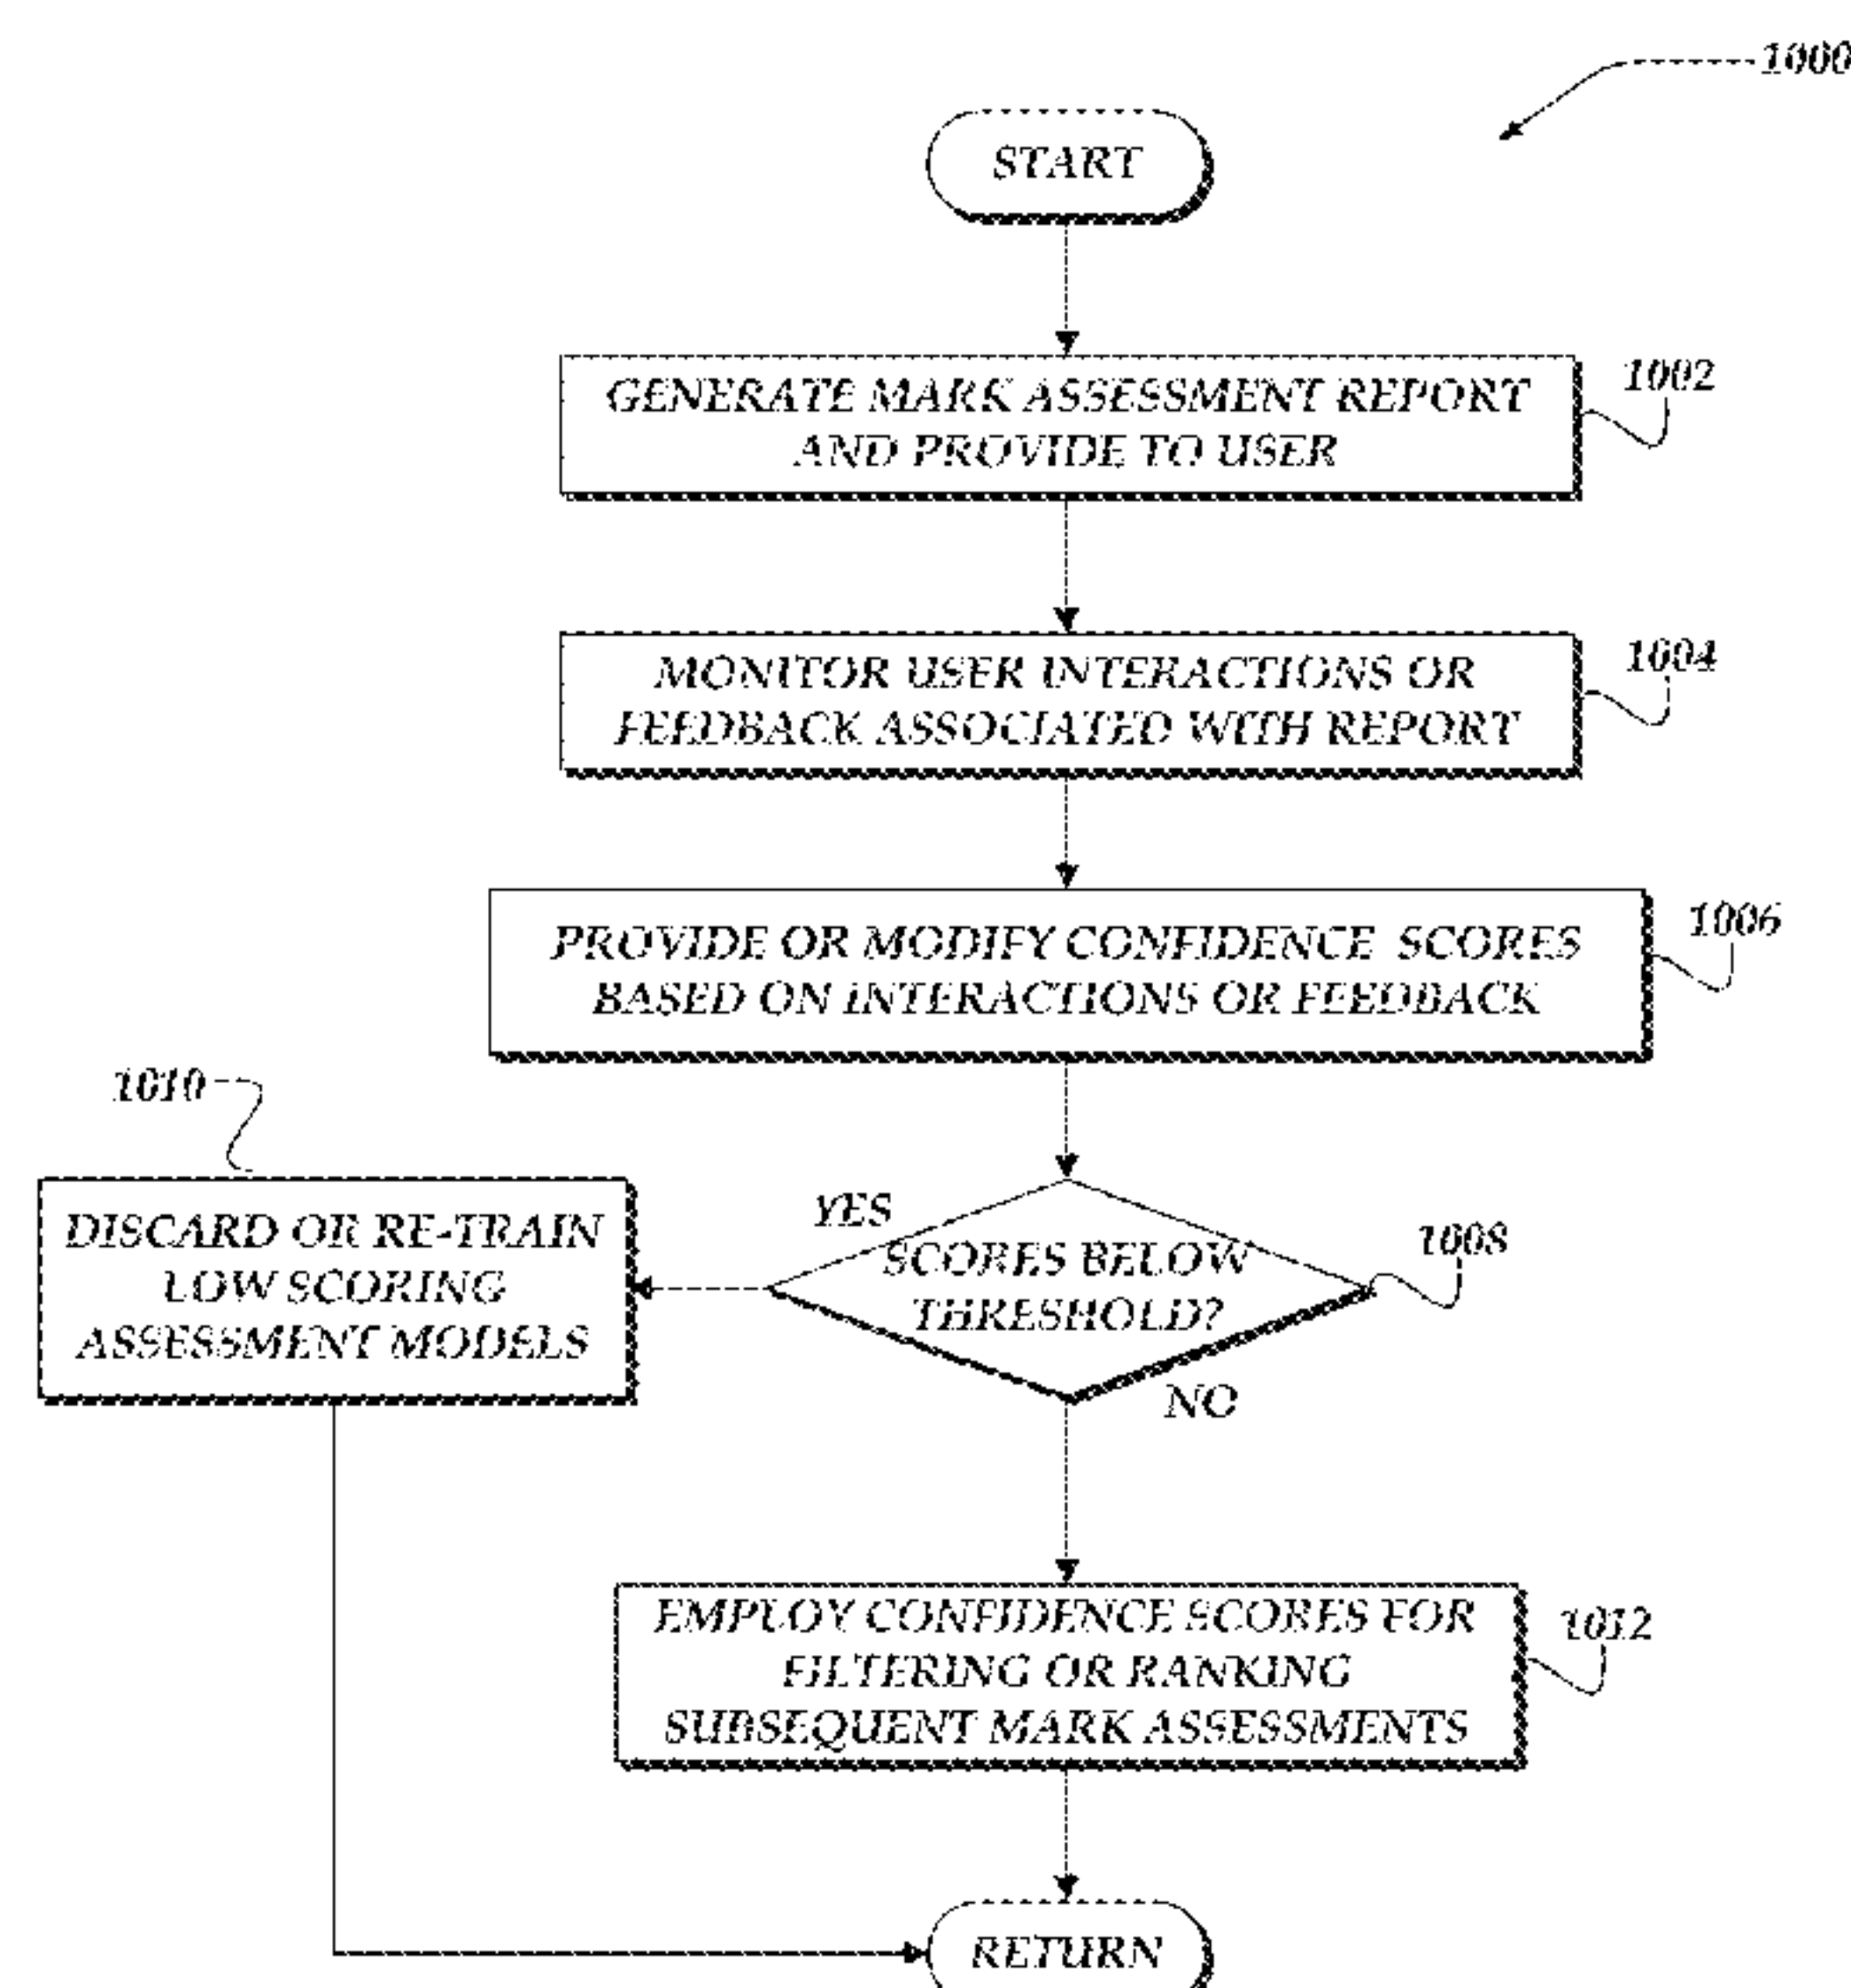 1000
START
GENERATE MARK ASSESSMENT REPORT
AND PROVIDE TO USER
1002
MONITOR USER INTERACTIONS OR
FEEDBACK ASSOCIATED WITH REPORT
1004
PROVIDE OR MODIFY CONFIDENCE SCORES
BASED ON INTERACTIONS OR FEEDBACK
1006
1010
DISCARD OR RE-TRAIN
LOW SCORING
ASSESSMENT MODELS
YES
SCORES BELOW
THRESHOLD?
1008
NO
EMPLOY CONFIDENCE SCORES FOR
FILTERING OR RANKING
SUBSEQUENT MARK ASSESSMENTS
1012
RETURN